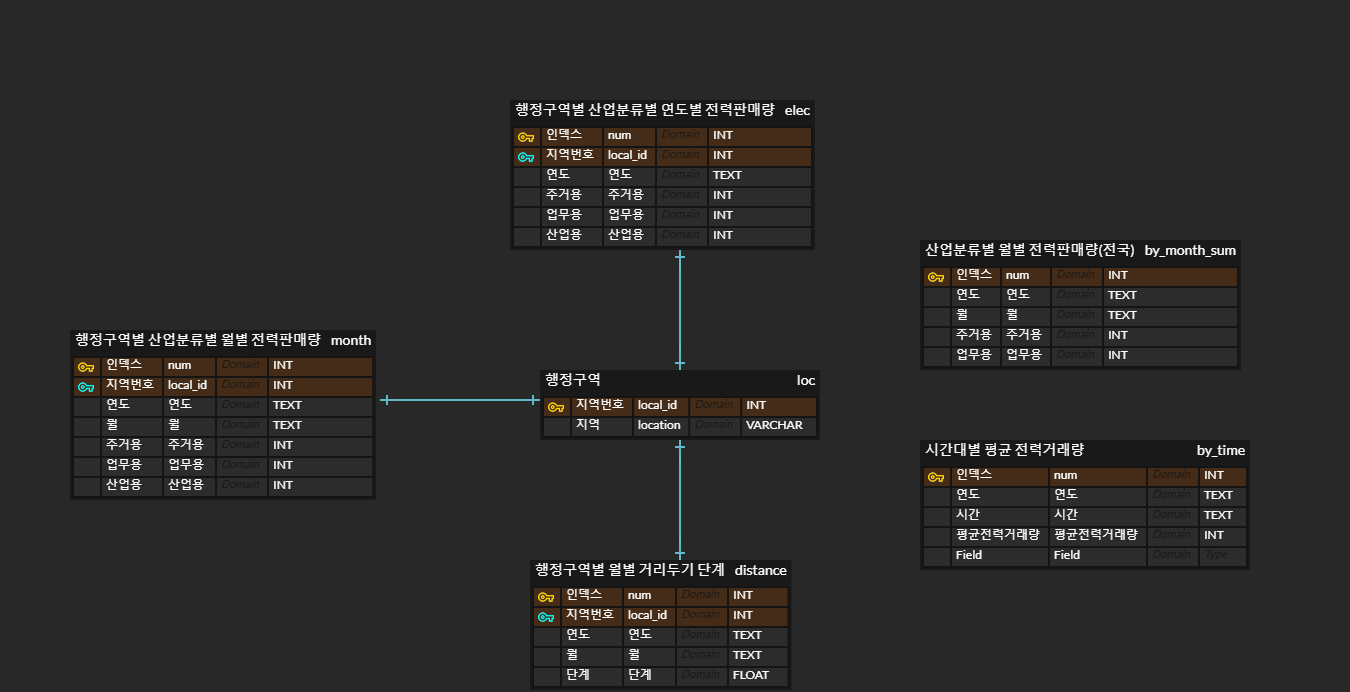 행정구역별 산업분류별 연도별 전력판매량 elec
인덱스 num Domain INT
지역번호 local_id Domain INT
연도 연도 Domain TEXT
주거용 주거용 Domain INT
업무용 업무용 Domain INT
산업용 산업용 Domain INT
산업분류별 월별 전력판매량(전국) by_month_sum
인덱스 num Domain INT
연도 연도 Domain TEXT
월 월 Domain TEXT
주거용 주거용 Domain INT
업무용 업무용 Domain INT
행정구역별 산업분류별 월별 전력판매량 month
인덱스 num Domain INT
지역번호 local_id Domain INT
연도 연도 Domain TEXT
월 월 Domain TEXT
주거용 주거용 Domain INT
업무용 업무용 Domain INT
산업용 산업용 Domain INT
행정구역 loc
지역번호 local_id Domain INT
지역 location Domain VARCHAR
시간대별 평균 전력거래량 by_time
인덱스 num Domain INT
연도 연도 Domain TEXT
시간 시간 Domain TEXT
평균전력거래량 평균전력거래량 Domain INT
Field Field Domain Type
행정구역별 월별 거리두기 단계 distance
인덱스 num Domain INT
지역번호 local_id Domain INT
연도 연도 Domain TEXT
월 월 Domain TEXT
단계 단계 Domain FLOAT